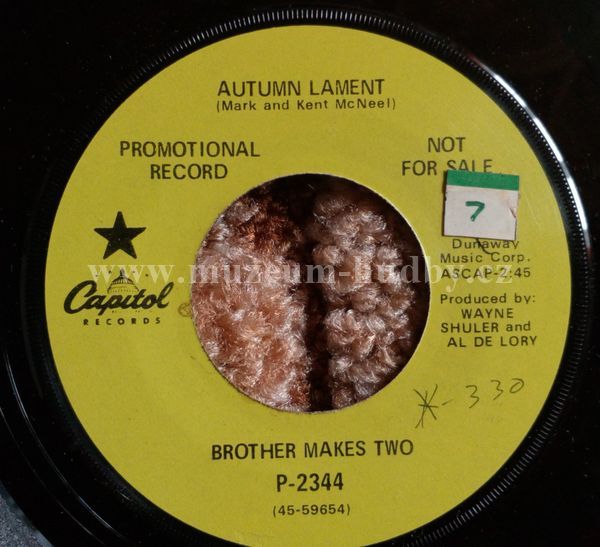 AUTUMN LAMENT
(Mark and Kent McNeel)
PROMOTIONAL
RECORD
NOT
FOR SALE
7
Dunaway
Music Corp.
ASCAP-2:45
www.muzeum-hudby.cz
Capitol
RECORDS
Produced by:
WAYNE
SHULER and
AL DE LORY
X-330
BROTHER MAKES TWO
P-2344
(45-59654)